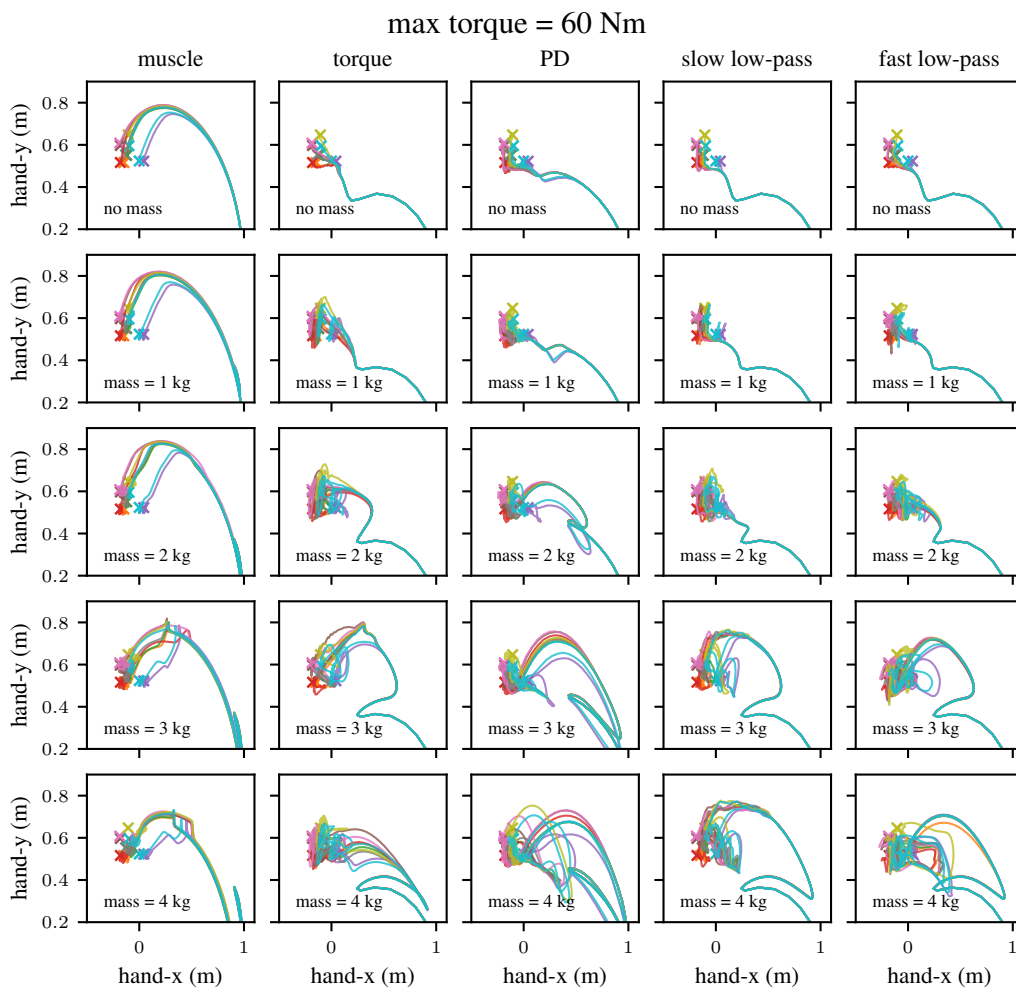 max torque = 60 Nm
muscle torque PD slow low-pass fast low-pass
hand-y (m) 0.8 0.6 0.4 0.2
no mass no mass no mass no mass no mass
hand-y (m) 0.8 0.6 0.4 0.2
mass = 1 kg mass = 1 kg mass = 1 kg mass = 1 kg mass = 1 kg
hand-y (m) 0.8 0.6 0.4 0.2
mass = 2 kg mass = 2 kg mass = 2 kg mass = 2 kg mass = 2 kg
hand-y (m) 0.8 0.6 0.4 0.2
mass = 3 kg mass = 3 kg mass = 3 kg mass = 3 kg mass = 3 kg
hand-y (m) 0.8 0.6 0.4 0.2
mass = 4 kg mass = 4 kg mass = 4 kg mass = 4 kg mass = 4 kg
0 1 0 1 0 1 0 1 0 1
hand-x (m) hand-x (m) hand-x (m) hand-x (m) hand-x (m)